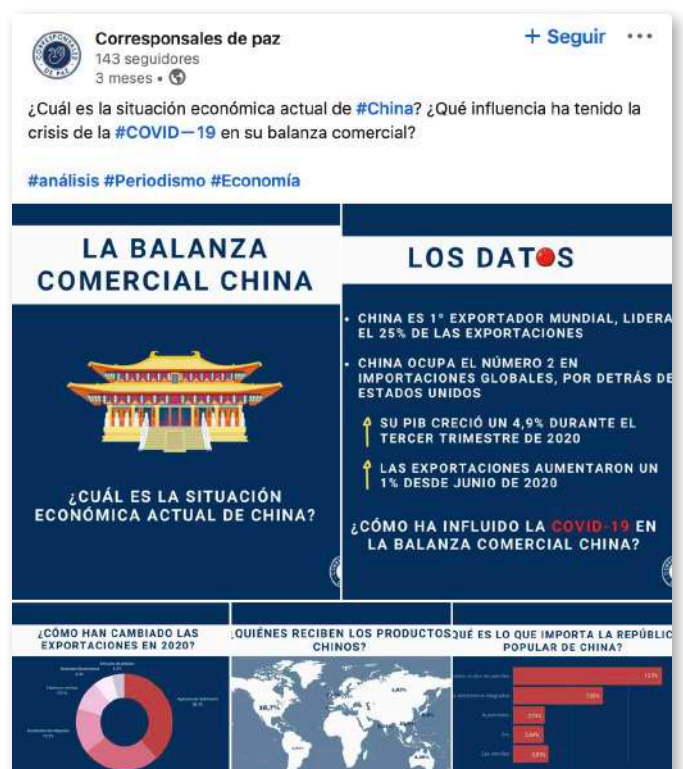 Corresponsales de paz
143 seguidores
3 meses •
+ Seguir •••
¿Cuál es la situación económica actual de #China? ¿Qué influencia ha tenido la
crisis de la #COVID—19 en su balanza comercial?
#análisis #Periodismo #Economía
LA BALANZA
COMERCIAL CHINA
¿CUÁL ES LA SITUACIÓN
ECONÓMICA ACTUAL DE CHINA?
LOS DATOS
• CHINA ES 1º EXPORTADOR MUNDIAL, LIDERA
EL 25% DE LAS EXPORTACIONES
• CHINA OCUPA EL NÚMERO 2 EN
IMPORTACIONES GLOBALES, POR DETRÁS DE
ESTADOS UNIDOS
SU PIB CRECIÓ UN 4,9% DURANTE EL
TERCER TRIMESTRE DE 2020
LAS EXPORTACIONES AUMENTARON UN
1% DESDE JUNIO DE 2020
¿CÓMO HA INFLUIDO LA COVID-19 EN
LA BALANZA COMERCIAL CHINA?
¿CÓMO HAN CAMBIADO LAS
EXPORTACIONES EN 2020?
QUIÉNES RECIBEN LOS PRODUCTOS
CHINOS?
QUÉ ES LO QUE IMPORTA LA REPÚBLIC
POPULAR DE CHINA?